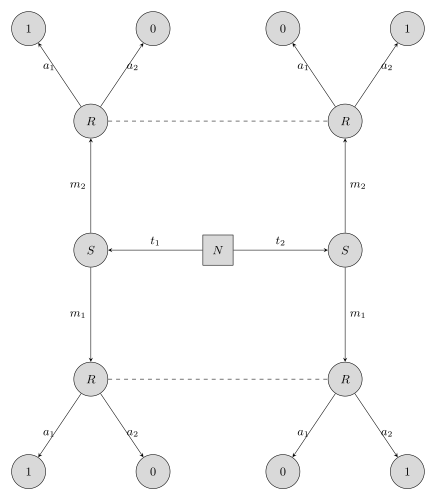 1 0 0 1
a₁ a₂ a₁ a₂
R R
m₂ m₂
t₁ t₂
S N S
m₁ m₁
R R
a₁ a₂ a₁ a₂
1 0 0 1